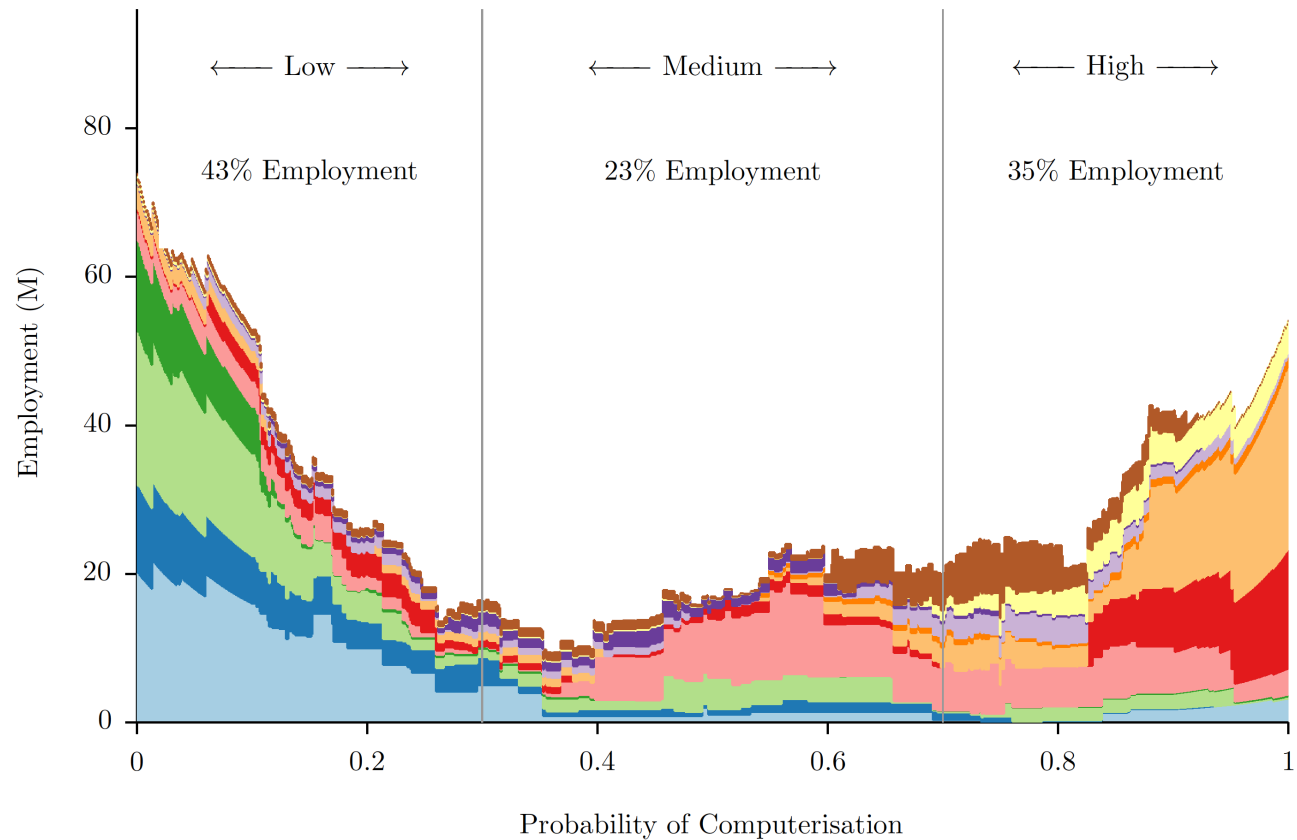 ←—— Low ——→
←—— Medium ——→
←—— High ——→
43% Employment
23% Employment
35% Employment
Employment (M)
80
60
40
20
0
0 0.2 0.4 0.6 0.8 1
Probability of Computerisation